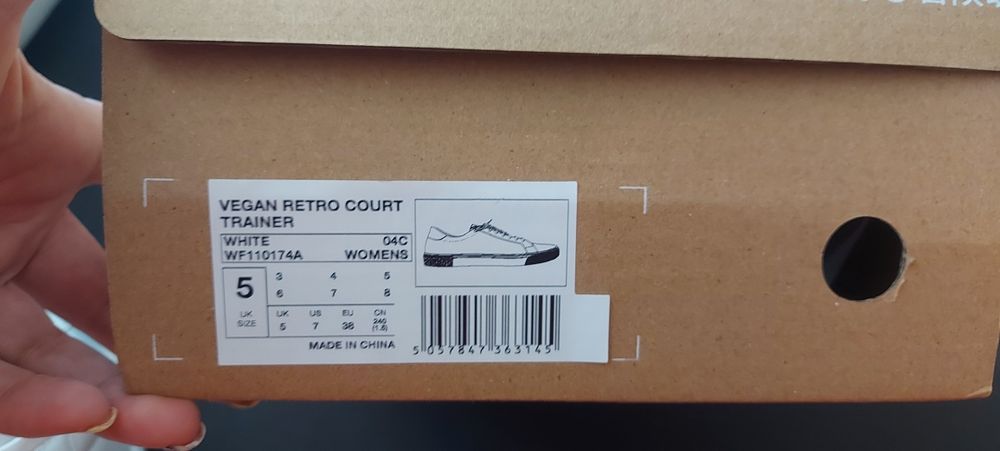 VEGAN RETRO COURT
TRAINER
WHITE 04C
WF110174A WOMENS
5
UK
SIZE
3 4 5
6 7 8
UK US EU CN
5 7 38 240
(1.5)
MADE IN CHINA
5 057847 363145